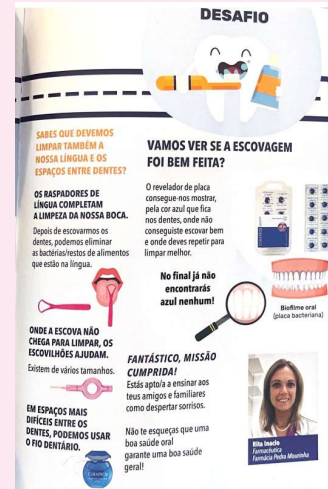 DESAFIO
SABES QUE DEVEMOS
LIMPAR TAMBÉM A
NOSSA LÍNGUA E OS
ESPAÇOS ENTRE DENTES?
OS RASPADORES DE
LÍNGUA COMPLETAM
A LIMPEZA DA NOSSA BOCA.
Depois de escovarmos os
dentes, podemos eliminar
as bactérias/restos de alimentos
que estão na língua.
ONDE A ESCOVA NÃO
CHEGA PARA LIMPAR, OS
ESCOVILHÕES AJUDAM.
Existem de vários tamanhos.
EM ESPAÇOS MAIS
DIFÍCEIS ENTRE OS
DENTES, PODEMOS USAR
O FIO DENTÁRIO.
VAMOS VER SE A ESCOVAGEM
FOI BEM FEITA?
O revelador de placa
consegue-nos mostrar,
pela cor azul que fica
nos dentes, onde não
conseguiste escovar bem
e onde deves repetir para
limpar melhor.
No final já não
encontrarás
azul nenhum!
Biofilme oral
(placa bacteriana)
FANTÁSTICO, MISSÃO
CUMPRIDA!
Estás apto/a a ensinar aos
teus amigos e familiares
como despertar sorrisos.
Não te esqueças que uma
boa saúde oral
garante uma boa saúde
geral!
Rita Inacio
Farmacêutica
Farmácia Pedra Mourinha